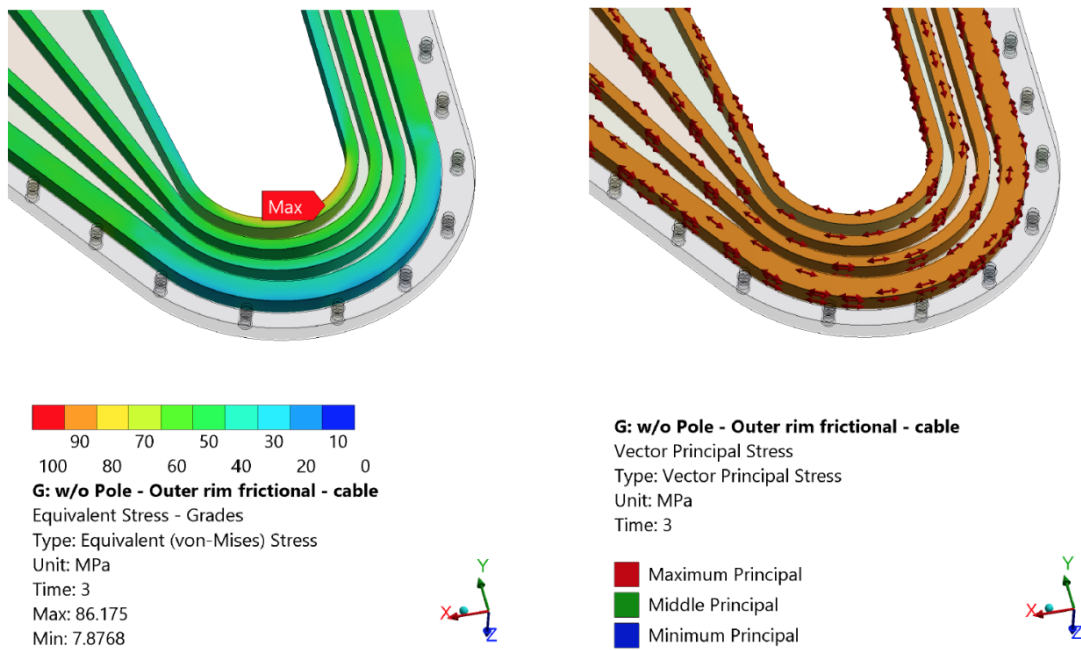 Max
90 70 50 30 10
100 80 60 40 20 0
G: w/o Pole - Outer rim frictional - cable
Equivalent Stress - Grades
Type: Equivalent (von-Mises) Stress
Unit: MPa
Time: 3
Max: 86.175
Min: 7.8768
Y
X
Z
G: w/o Pole - Outer rim frictional - cable
Vector Principal Stress
Type: Vector Principal Stress
Unit: MPa
Time: 3
Maximum Principal
Middle Principal
Minimum Principal
Y
X
Z